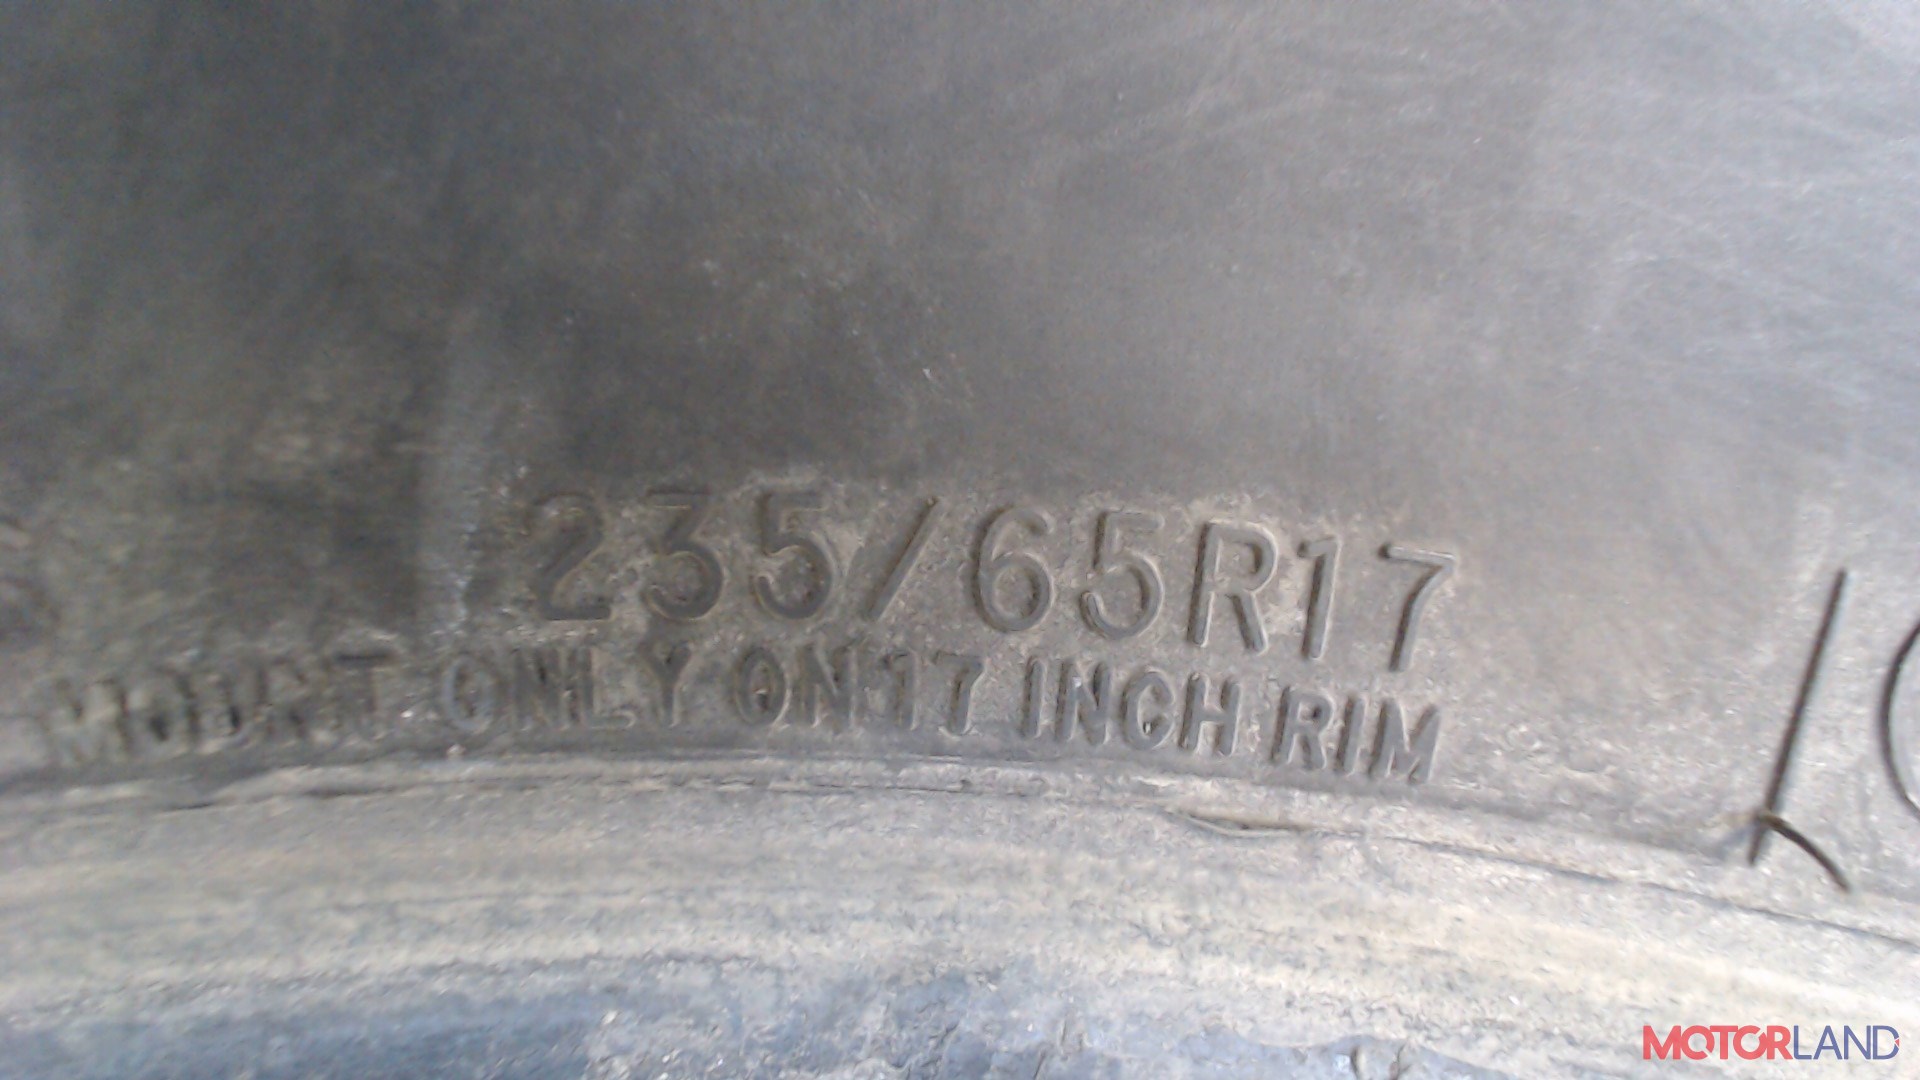 235/65R17
MOUNT ONLY ON 17 INCH RIM
MOTORLAND